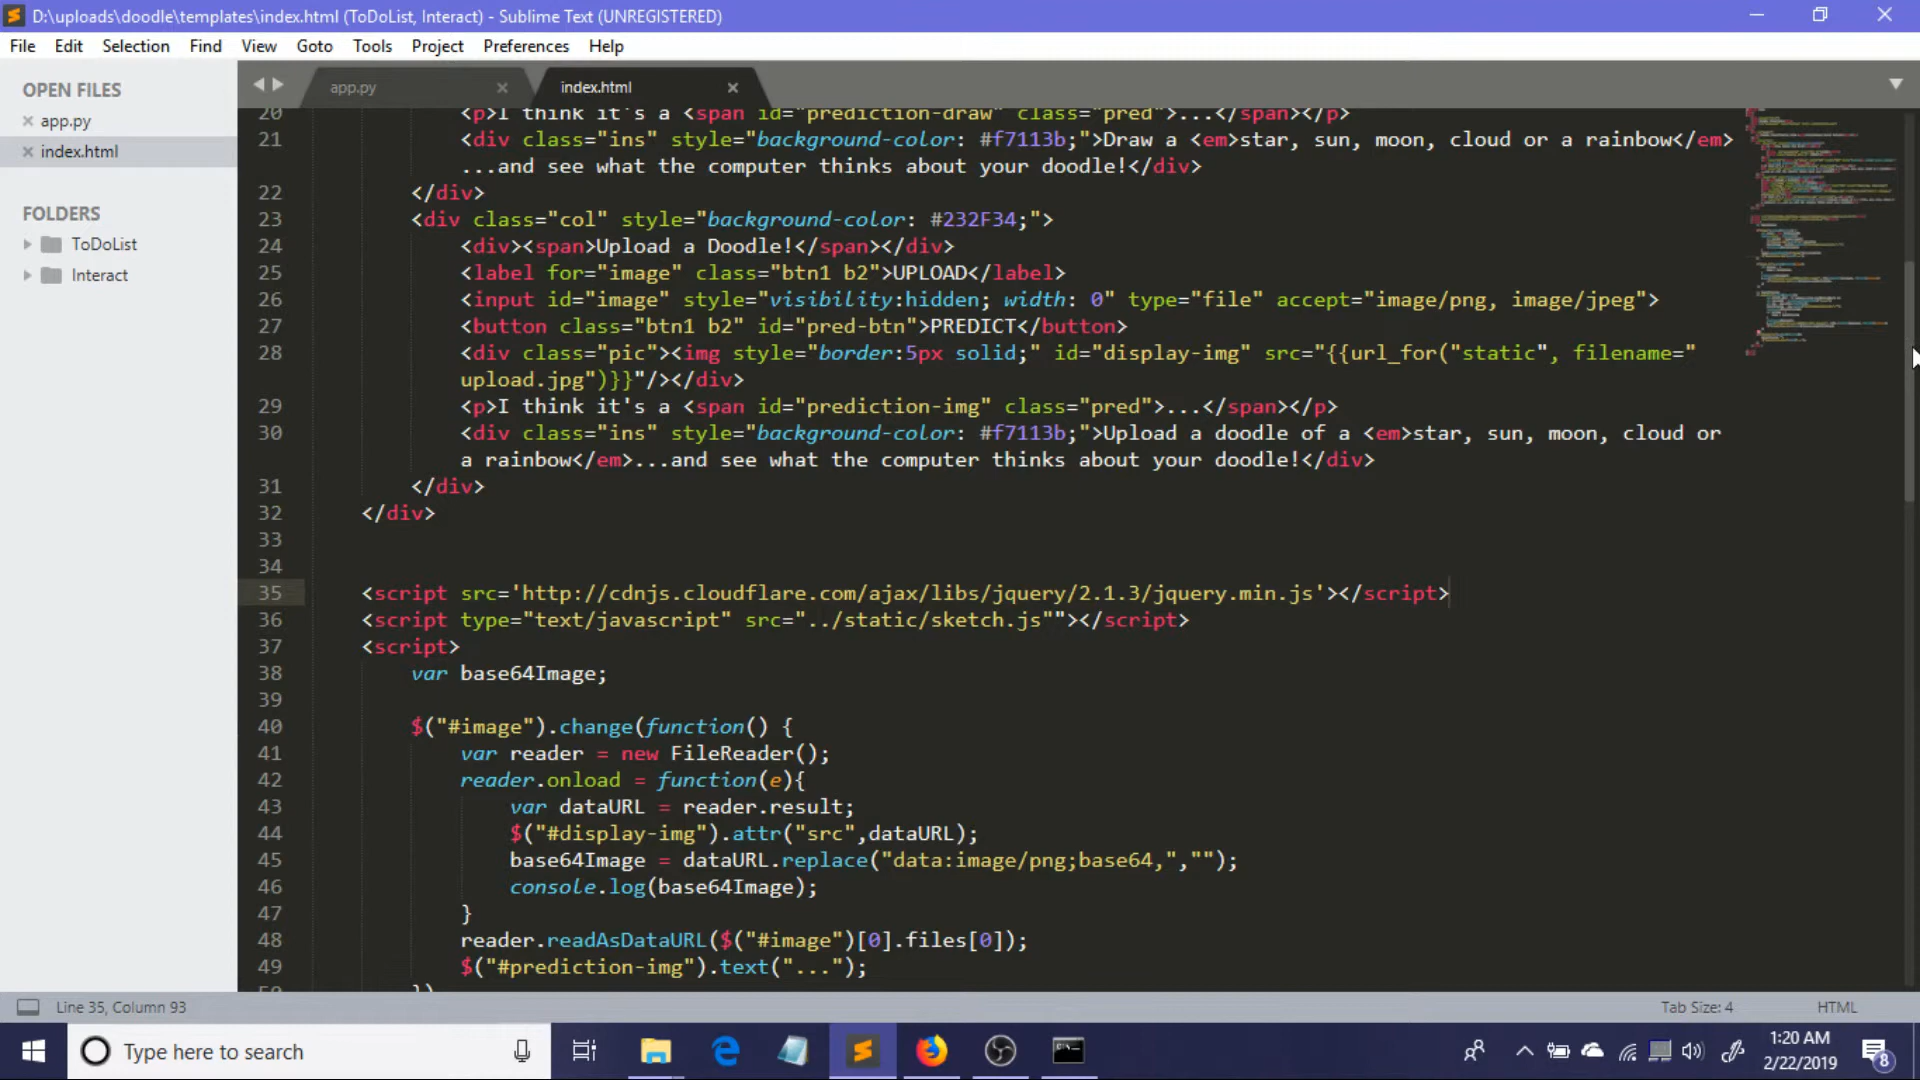 D:\uploads\doodle\templates\index.html (ToDoList, Interact) - Sublime Text (UNREGISTERED)
File Edit Selection Find View Goto Tools Project Preferences Help
OPEN FILES
app.py
index.html
FOLDERS
ToDoList
Interact
app.py
index.html
20 <p>I think it's a <span id="prediction-draw" class="pred">...</span></p>
21 <div class="ins" style="background-color: #f7113b;">Draw a <em>star, sun, moon, cloud or a rainbow</em>
...and see what the computer thinks about your doodle!</div>
22 </div>
23 <div class="col" style="background-color: #232F34;">
24 <div><span>Upload a Doodle!</span></div>
25 <label for="image" class="btn1 b2">UPLOAD</label>
26 <input id="image" style="visibility:hidden; width: 0" type="file" accept="image/png, image/jpeg">
27 <button class="btn1 b2" id="pred-btn">PREDICT</button>
28 <div class="pic"><img style="border:5px solid;" id="display-img" src="{{url_for("static", filename="
upload.jpg")}}"/></div>
29 <p>I think it's a <span id="prediction-img" class="pred">...</span></p>
30 <div class="ins" style="background-color: #f7113b;">Upload a doodle of a <em>star, sun, moon, cloud or
a rainbow</em>...and see what the computer thinks about your doodle!</div>
31 </div>
32 </div>
33
34
35 <script src='http://cdnjs.cloudflare.com/ajax/libs/jquery/2.1.3/jquery.min.js'></script>
36 <script type="text/javascript" src="../static/sketch.js""></script>
37 <script>
38 var base64Image;
39
40 $("#image").change(function() {
41 var reader = new FileReader();
42 reader.onload = function(e){
43 var dataURL = reader.result;
44 $("#display-img").attr("src",dataURL);
45 base64Image = dataURL.replace("data:image/png;base64,","");
46 console.log(base64Image);
47 }
48 reader.readAsDataURL($("#image")[0].files[0]);
49 $("#prediction-img").text("...");
Line 35, Column 93
Tab Size: 4
HTML
Type here to search
1:20 AM
2/22/2019
8